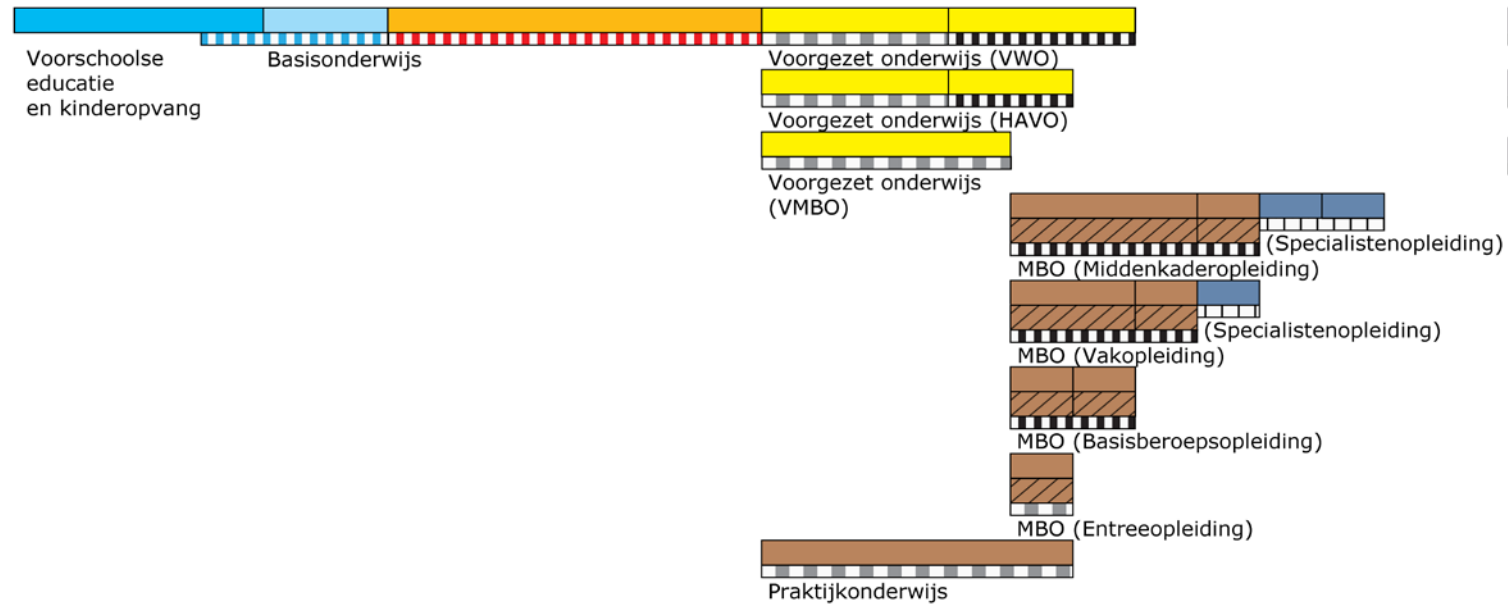 Voorschoolse
educatie
en kinderopvang
Basisonderwijs
Voorgezet onderwijs (VWO)
Voorgezet onderwijs (HAVO)
Voorgezet onderwijs
(VMBO)
(Specialistenopleiding)
MBO (Middenkaderopleiding)
(Specialistenopleiding)
MBO (Vakopleiding)
MBO (Basisberoepsopleiding)
MBO (Entreeopleiding)
Praktijkonderwijs